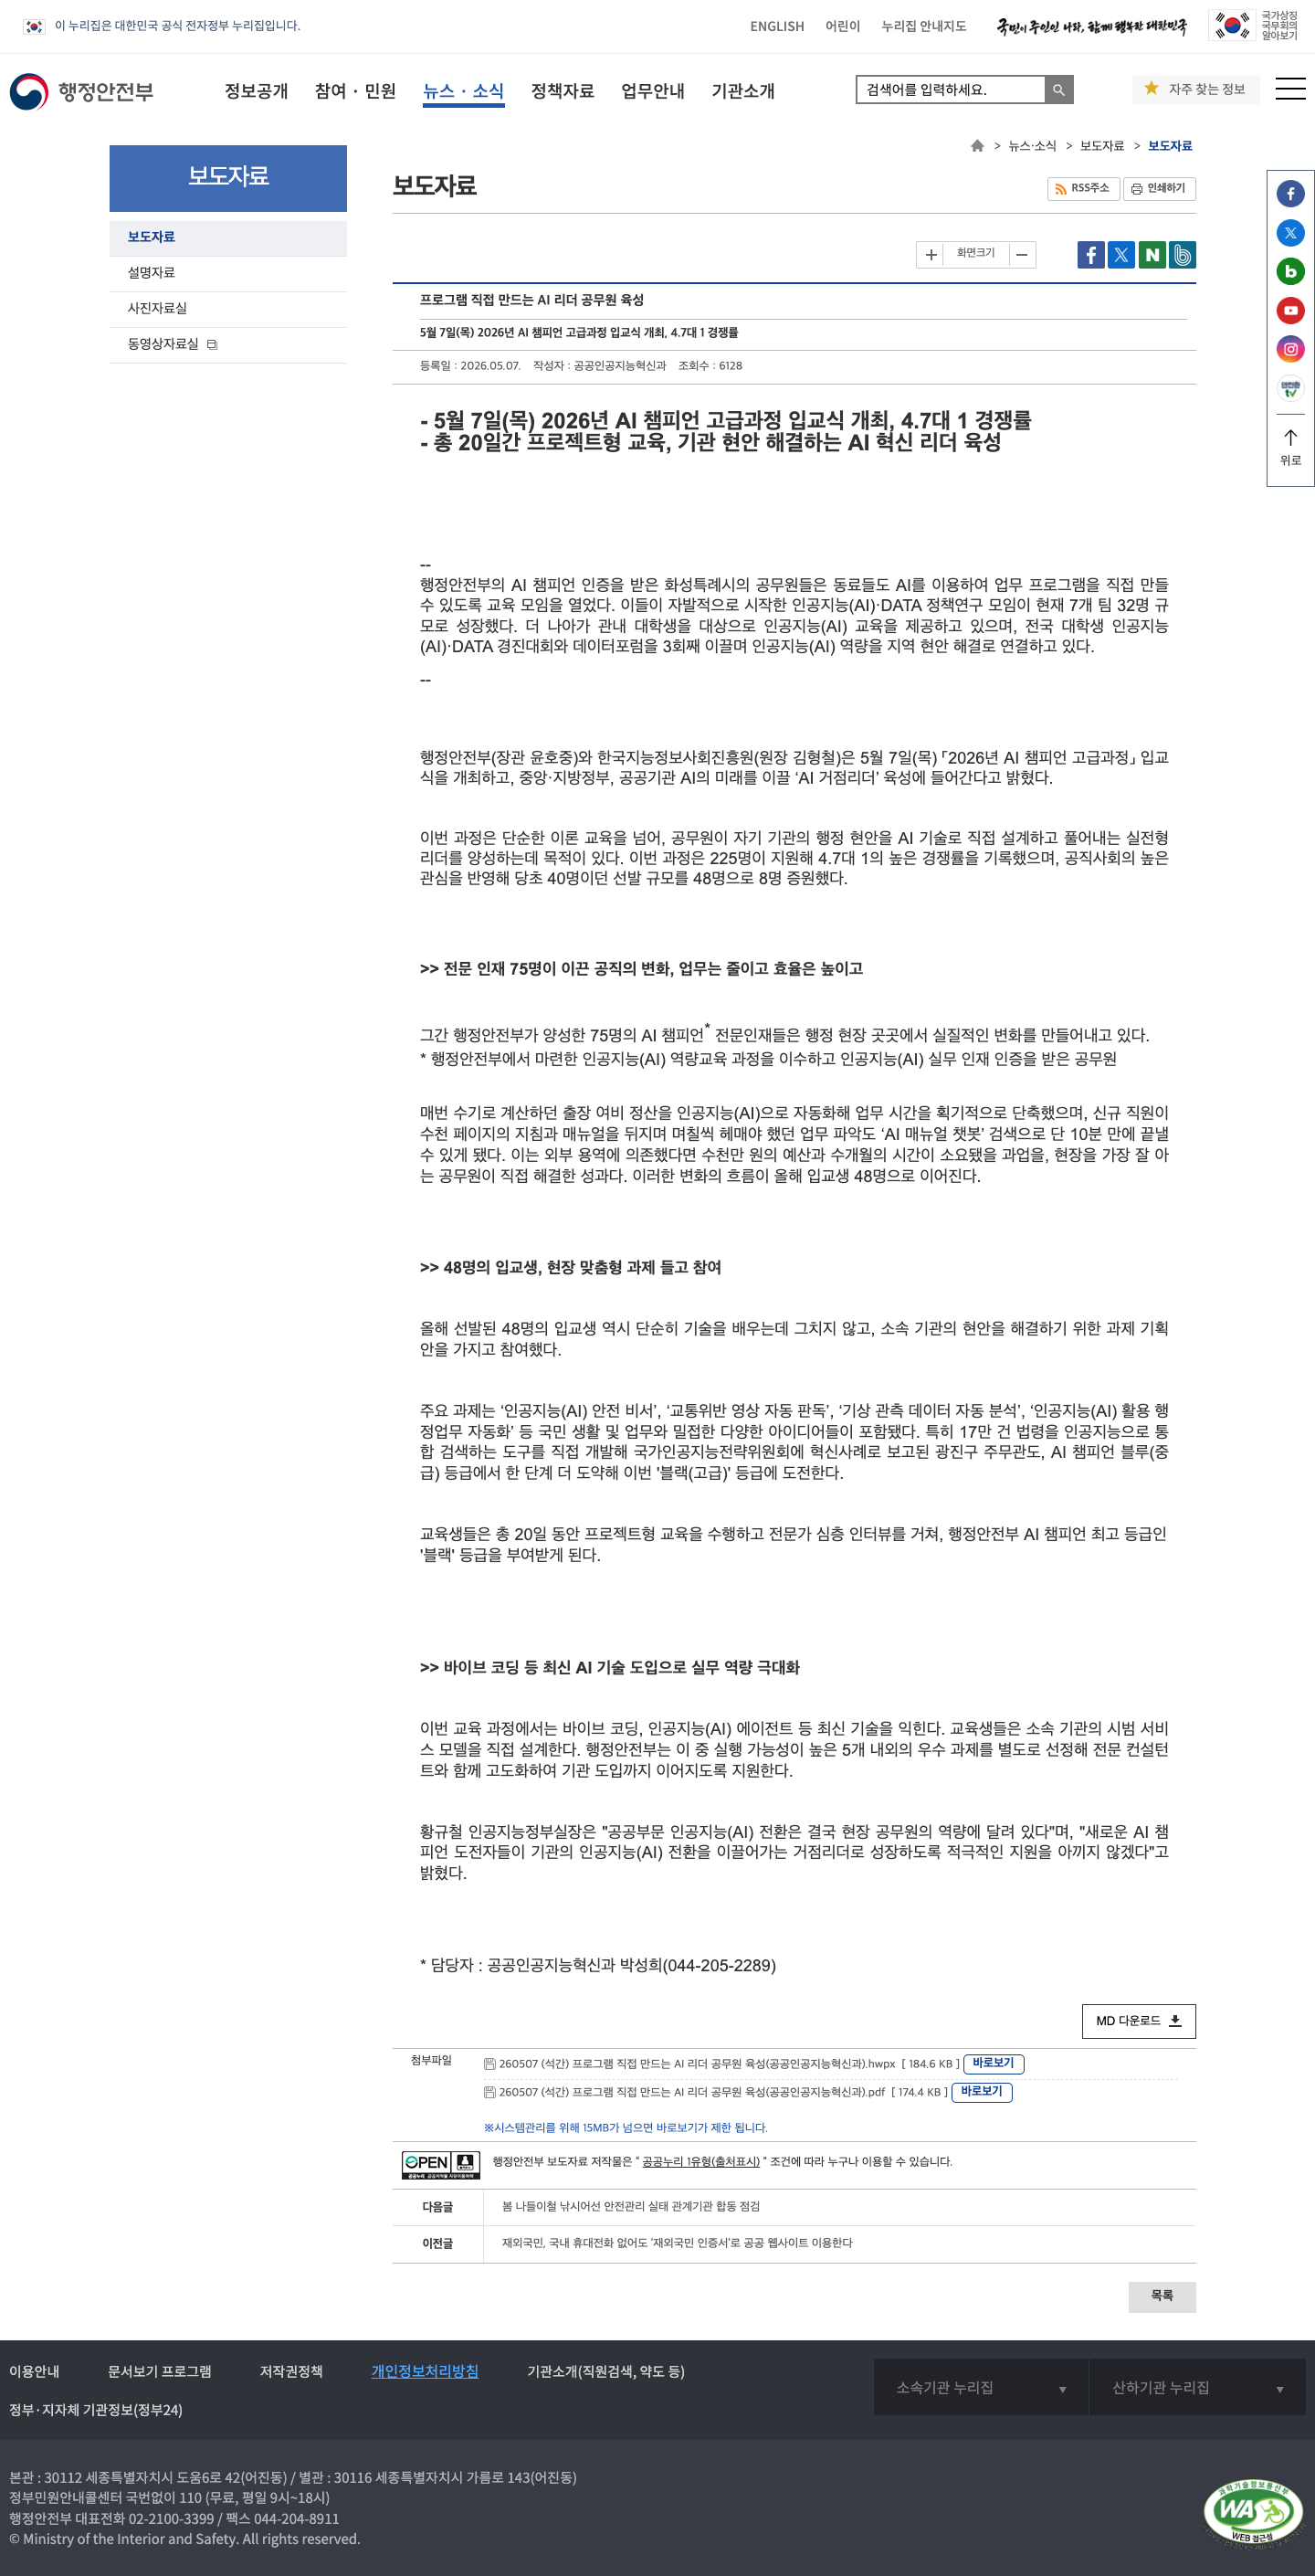 이 누리집은 대한민국 공식 전자정부 누리집입니다.
ENGLISH 어린이 누리집 안내지도 국민이 주인인 나라, 함께 행복한 대한민국
국가상징
국무회의
알아보기
행정안전부
정보공개 참여 · 민원 뉴스 · 소식 정책자료 업무안내 기관소개
검색어를 입력하세요.
자주 찾는 정보
> 뉴스·소식 > 보도자료 > 보도자료
보도자료
보도자료
설명자료
사진자료실
동영상자료실
보도자료
RSS주소 인쇄하기
화면크기
위로
프로그램 직접 만드는 AI 리더 공무원 육성
5월 7일(목) 2026년 AI 챔피언 고급과정 입교식 개최, 4.7대 1 경쟁률
등록일 : 2026.05.07. 작성자 : 공공인공지능혁신과 조회수 : 6128
- 5월 7일(목) 2026년 AI 챔피언 고급과정 입교식 개최, 4.7대 1 경쟁률
- 총 20일간 프로젝트형 교육, 기관 현안 해결하는 AI 혁신 리더 육성
--
행정안전부의 AI 챔피언 인증을 받은 화성특례시의 공무원들은 동료들도 AI를 이용하여 업무 프로그램을 직접 만들
수 있도록 교육 모임을 열었다. 이들이 자발적으로 시작한 인공지능(AI)·DATA 정책연구 모임이 현재 7개 팀 32명 규
모로 성장했다. 더 나아가 관내 대학생을 대상으로 인공지능(AI) 교육을 제공하고 있으며, 전국 대학생 인공지능
(AI)·DATA 경진대회와 데이터포럼을 3회째 이끌며 인공지능(AI) 역량을 지역 현안 해결로 연결하고 있다.
--
행정안전부(장관 윤호중)와 한국지능정보사회진흥원(원장 김형철)은 5월 7일(목) 「2026년 AI 챔피언 고급과정」 입교
식을 개최하고, 중앙·지방정부, 공공기관 AI의 미래를 이끌 ‘AI 거점리더’ 육성에 들어간다고 밝혔다.
이번 과정은 단순한 이론 교육을 넘어, 공무원이 자기 기관의 행정 현안을 AI 기술로 직접 설계하고 풀어내는 실전형
리더를 양성하는데 목적이 있다. 이번 과정은 225명이 지원해 4.7대 1의 높은 경쟁률을 기록했으며, 공직사회의 높은
관심을 반영해 당초 40명이던 선발 규모를 48명으로 8명 증원했다.
>> 전문 인재 75명이 이끈 공직의 변화, 업무는 줄이고 효율은 높이고
그간 행정안전부가 양성한 75명의 AI 챔피언* 전문인재들은 행정 현장 곳곳에서 실질적인 변화를 만들어내고 있다.
* 행정안전부에서 마련한 인공지능(AI) 역량교육 과정을 이수하고 인공지능(AI) 실무 인재 인증을 받은 공무원
매번 수기로 계산하던 출장 여비 정산을 인공지능(AI)으로 자동화해 업무 시간을 획기적으로 단축했으며, 신규 직원이
수천 페이지의 지침과 매뉴얼을 뒤지며 며칠씩 헤매야 했던 업무 파악도 ‘AI 매뉴얼 챗봇’ 검색으로 단 10분 만에 끝낼
수 있게 됐다. 이는 외부 용역에 의존했다면 수천만 원의 예산과 수개월의 시간이 소요됐을 과업을, 현장을 가장 잘 아
는 공무원이 직접 해결한 성과다. 이러한 변화의 흐름이 올해 입교생 48명으로 이어진다.
>> 48명의 입교생, 현장 맞춤형 과제 들고 참여
올해 선발된 48명의 입교생 역시 단순히 기술을 배우는데 그치지 않고, 소속 기관의 현안을 해결하기 위한 과제 기획
안을 가지고 참여했다.
주요 과제는 ‘인공지능(AI) 안전 비서’, ‘교통위반 영상 자동 판독’, ‘기상 관측 데이터 자동 분석’, ‘인공지능(AI) 활용 행
정업무 자동화’ 등 국민 생활 및 업무와 밀접한 다양한 아이디어들이 포함됐다. 특히 17만 건 법령을 인공지능으로 통
합 검색하는 도구를 직접 개발해 국가인공지능전략위원회에 혁신사례로 보고된 광진구 주무관도, AI 챔피언 블루(중
급) 등급에서 한 단계 더 도약해 이번 '블랙(고급)' 등급에 도전한다.
교육생들은 총 20일 동안 프로젝트형 교육을 수행하고 전문가 심층 인터뷰를 거쳐, 행정안전부 AI 챔피언 최고 등급인
'블랙' 등급을 부여받게 된다.
>> 바이브 코딩 등 최신 AI 기술 도입으로 실무 역량 극대화
이번 교육 과정에서는 바이브 코딩, 인공지능(AI) 에이전트 등 최신 기술을 익힌다. 교육생들은 소속 기관의 시범 서비
스 모델을 직접 설계한다. 행정안전부는 이 중 실행 가능성이 높은 5개 내외의 우수 과제를 별도로 선정해 전문 컨설턴
트와 함께 고도화하여 기관 도입까지 이어지도록 지원한다.
황규철 인공지능정부실장은 "공공부문 인공지능(AI) 전환은 결국 현장 공무원의 역량에 달려 있다"며, "새로운 AI 챔
피언 도전자들이 기관의 인공지능(AI) 전환을 이끌어가는 거점리더로 성장하도록 적극적인 지원을 아끼지 않겠다"고
밝혔다.
* 담당자 : 공공인공지능혁신과 박성희(044-205-2289)
MD 다운로드
첨부파일
260507 (석간) 프로그램 직접 만드는 AI 리더 공무원 육성(공공인공지능혁신과).hwpx [ 184.6 KB ] 바로보기
260507 (석간) 프로그램 직접 만드는 AI 리더 공무원 육성(공공인공지능혁신과).pdf [ 174.4 KB ] 바로보기
※시스템관리를 위해 15MB가 넘으면 바로보기가 제한 됩니다.
OPEN 행정안전부 보도자료 저작물은 " 공공누리 1유형(출처표시) " 조건에 따라 누구나 이용할 수 있습니다.
다음글 봄 나들이철 낚시어선 안전관리 실태 관계기관 합동 점검
이전글 재외국민, 국내 휴대전화 없어도 '재외국민 인증서'로 공공 웹사이트 이용한다
목록
이용안내 문서보기 프로그램 저작권정책 개인정보처리방침 기관소개(직원검색, 약도 등)
정부·지자체 기관정보(정부24)
소속기관 누리집 산하기관 누리집
본관 : 30112 세종특별자치시 도움6로 42(어진동) / 별관 : 30116 세종특별자치시 가름로 143(어진동)
정부민원안내콜센터 국번없이 110 (무료, 평일 9시~18시)
행정안전부 대표전화 02-2100-3399 / 팩스 044-204-8911
© Ministry of the Interior and Safety. All rights reserved.
과학기술정보통신부
WA
WEB 접근성